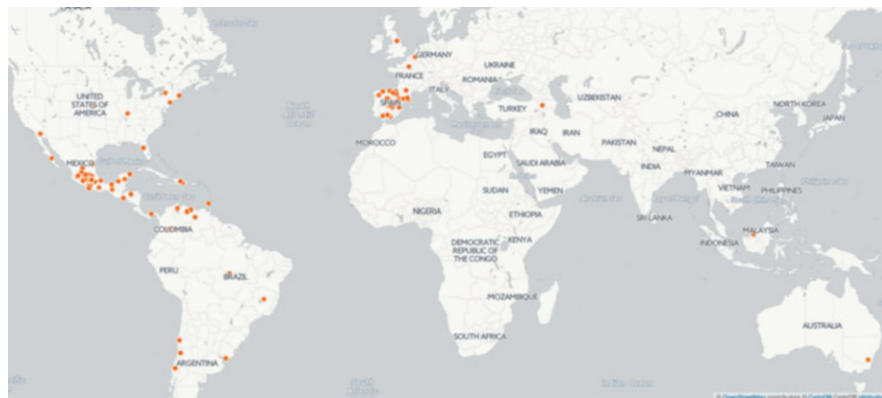 GERMANY
UKRAINE
FRANCE
ROMANIA
ITALY
SPAIN
TURKEY
UZBEKISTAN
NORTH KOREA
JAPAN
CHINA
UNITED
STATES OF
AMERICA
MOROCCO
IRAQ
IRAN
PAKISTAN
NEPAL
EGYPT
SAUDI ARABIA
INDIA
MYANMAR
TAIWAN
MEXICO
SUDAN
YEMEN
VIETNAM
PHILIPPINES
NIGERIA
ETHIOPIA
SRI LANKA
COLOMBIA
KENYA
MALAYSIA
DEMOCRATIC
REPUBLIC OF
THE CONGO
INDONESIA
PERU
BRAZIL
MOZAMBIQUE
AUSTRALIA
SOUTH AFRICA
ARGENTINA
Indian Ocean